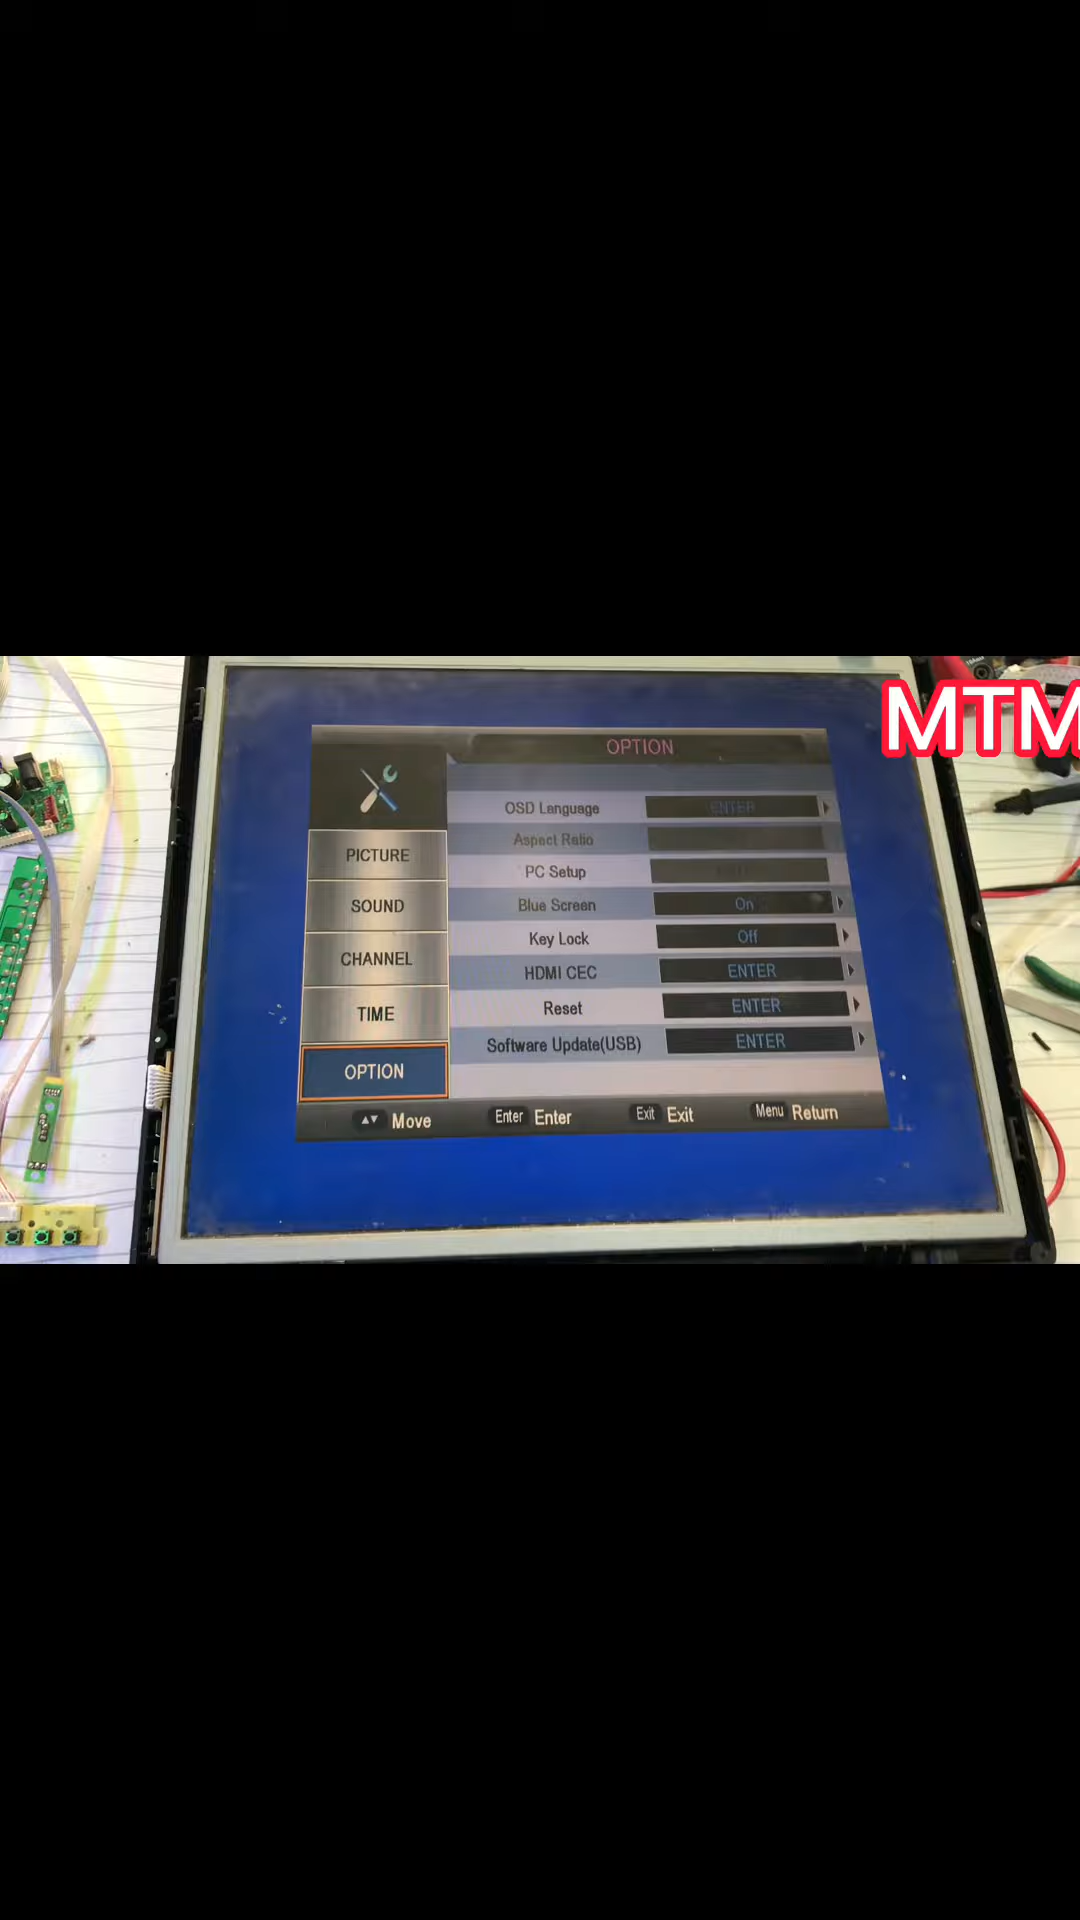 MTM
OPTION
OSD Language ENTER
Aspect Ratio
PC Setup
Blue Screen On
Key Lock Off
HDMI CEC ENTER
Reset ENTER
Software Update(USB) ENTER
PICTURE
SOUND
CHANNEL
TIME
OPTION
▲▼ Move Enter Enter Exit Exit Menu Return